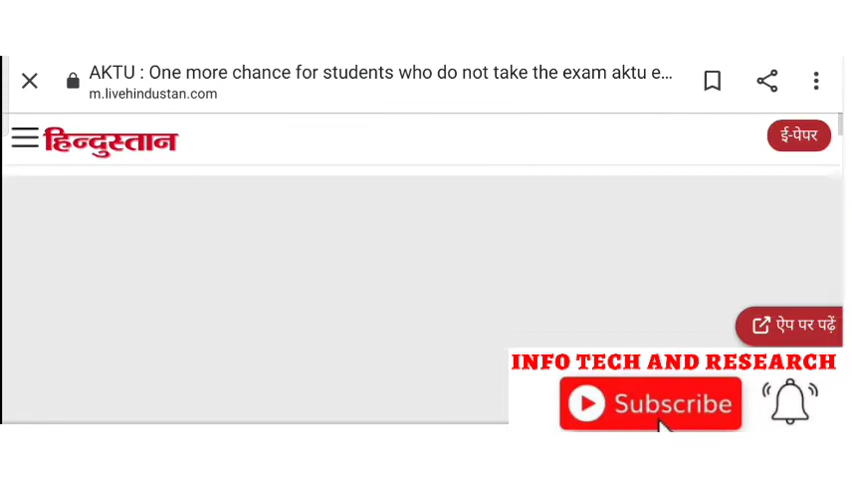 AKTU : One more chance for students who do not take the exam aktu e...
m.livehindustan.com
हिन्दुस्तान
ई-पेपर
ऐप पर पढ़ें
INFO TECH AND RESEARCH
Subscribe